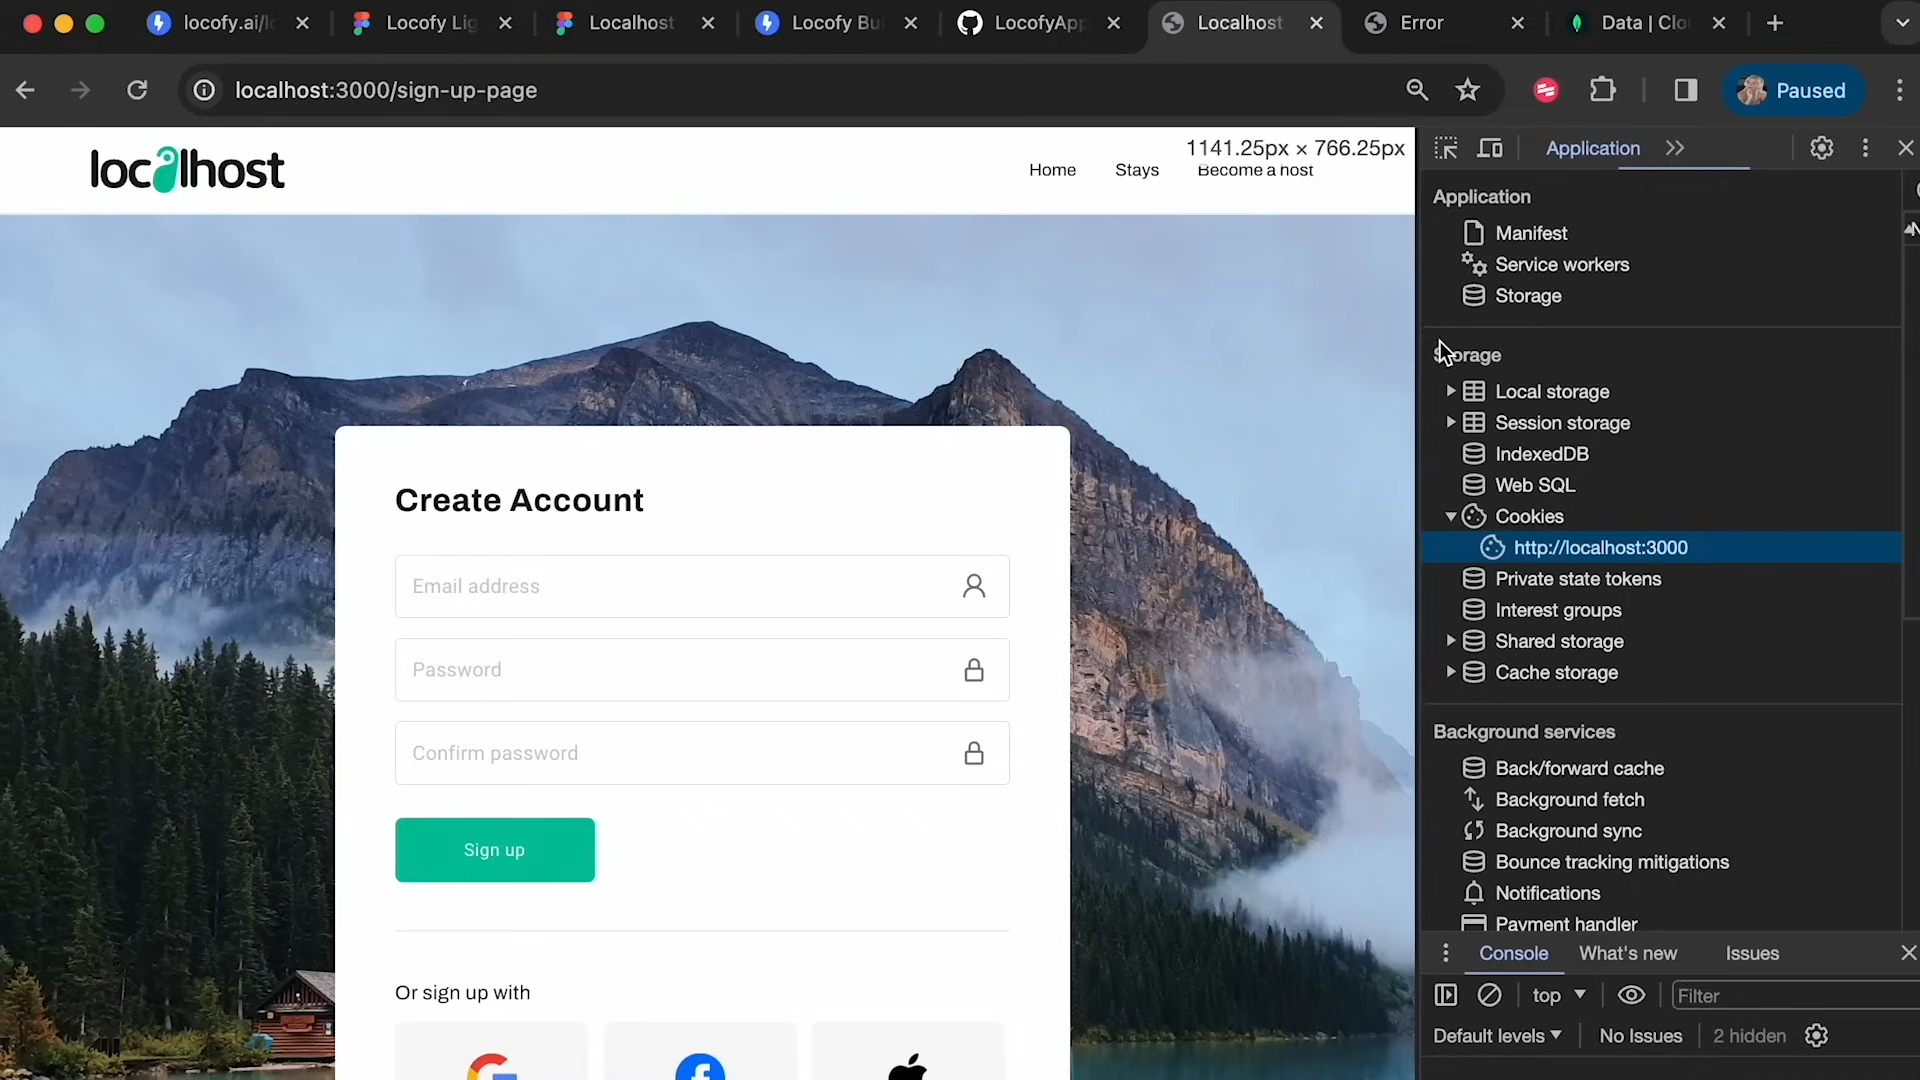 locofy.ai/l
Locofy Lig
Localhost
Locofy Bu
LocofyApp
Localhost
Error
Data | Clo
localhost:3000/sign-up-page
Paused
localhost
Home
Stays
Become a host
1141.25px × 766.25px
Create Account
Email address
Password
Confirm password
Sign up
Or sign up with
Application
Application
Manifest
Service workers
Storage
Storage
Local storage
Session storage
IndexedDB
Web SQL
Cookies
http://localhost:3000
Private state tokens
Interest groups
Shared storage
Cache storage
Background services
Back/forward cache
Background fetch
Background sync
Bounce tracking mitigations
Notifications
Payment handler
Console
What's new
Issues
top
Filter
Default levels
No Issues
2 hidden